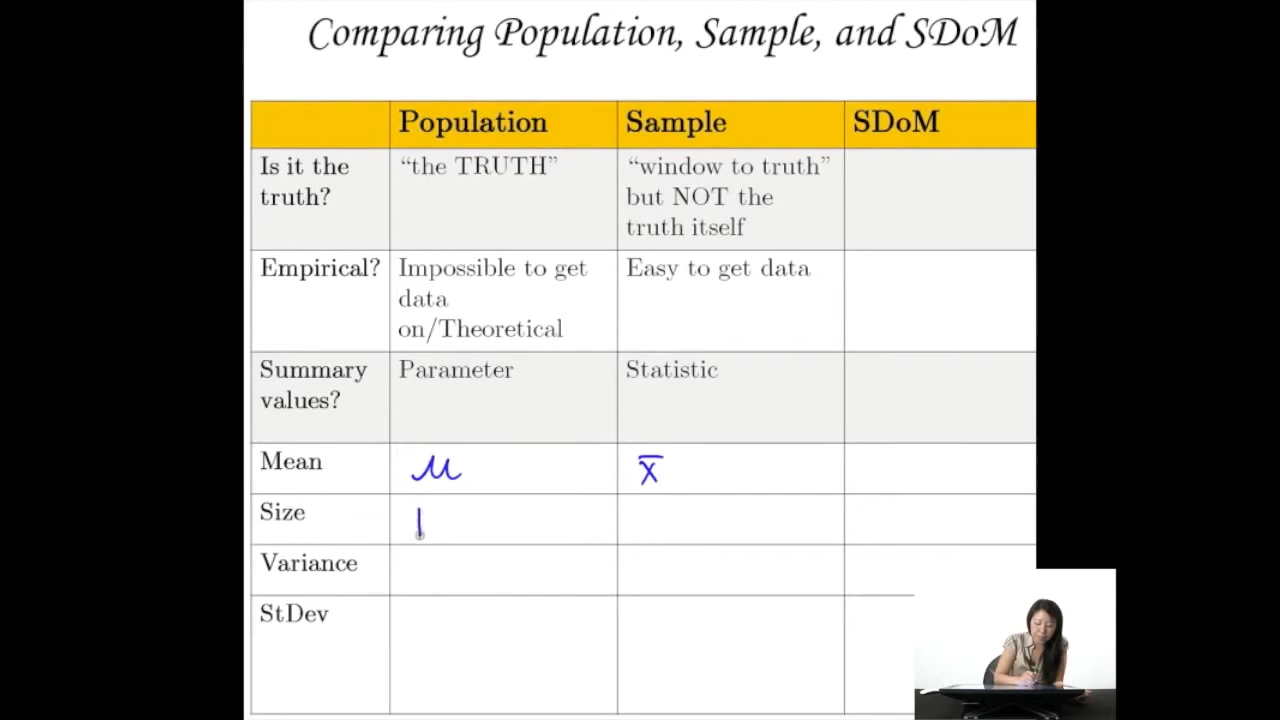 Comparing Population, Sample, and SDoM
Population Sample SDoM
Is it the truth?
“the TRUTH”
“window to truth”
but NOT the
truth itself
Empirical?
Impossible to get
data
on/Theoretical
Easy to get data
Summary
values?
Parameter
Statistic
Mean
μ
x̅
Size
Variance
StDev